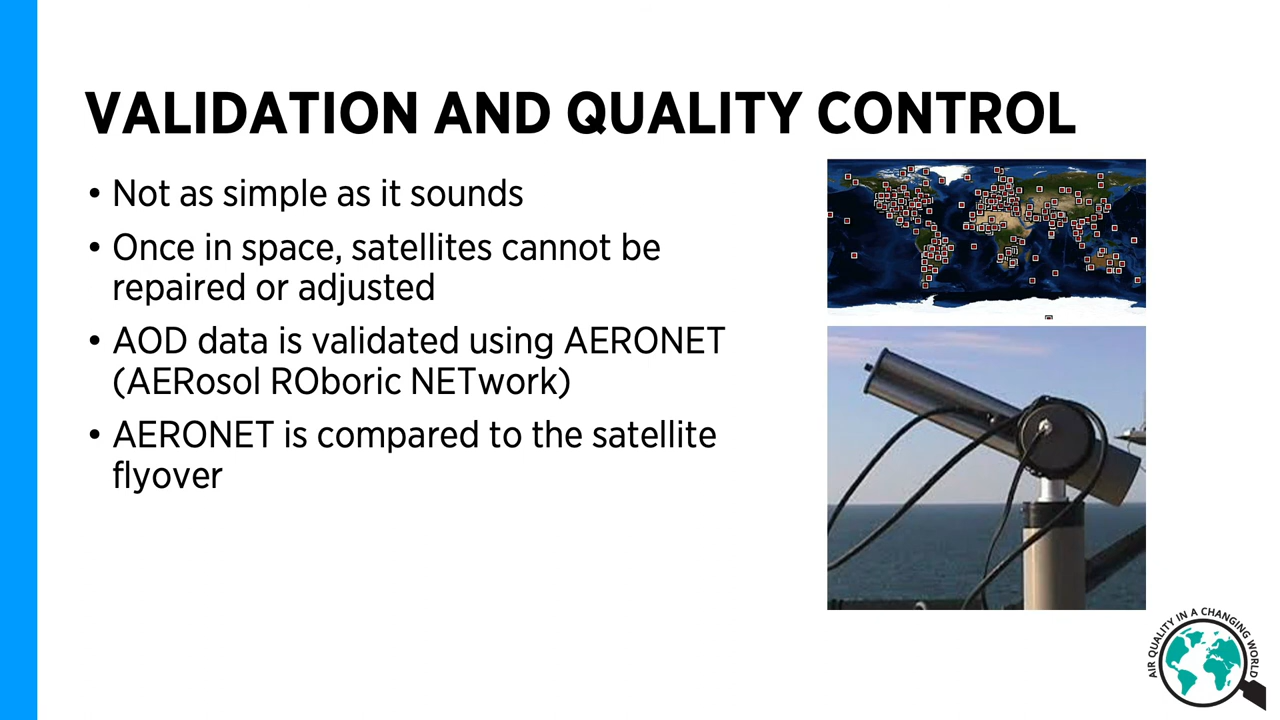 VALIDATION AND QUALITY CONTROL
• Not as simple as it sounds
• Once in space, satellites cannot be
repaired or adjusted
• AOD data is validated using AERONET
(AERosol ROboric NETwork)
• AERONET is compared to the satellite
flyover
AIR QUALITY IN A CHANGING WORLD